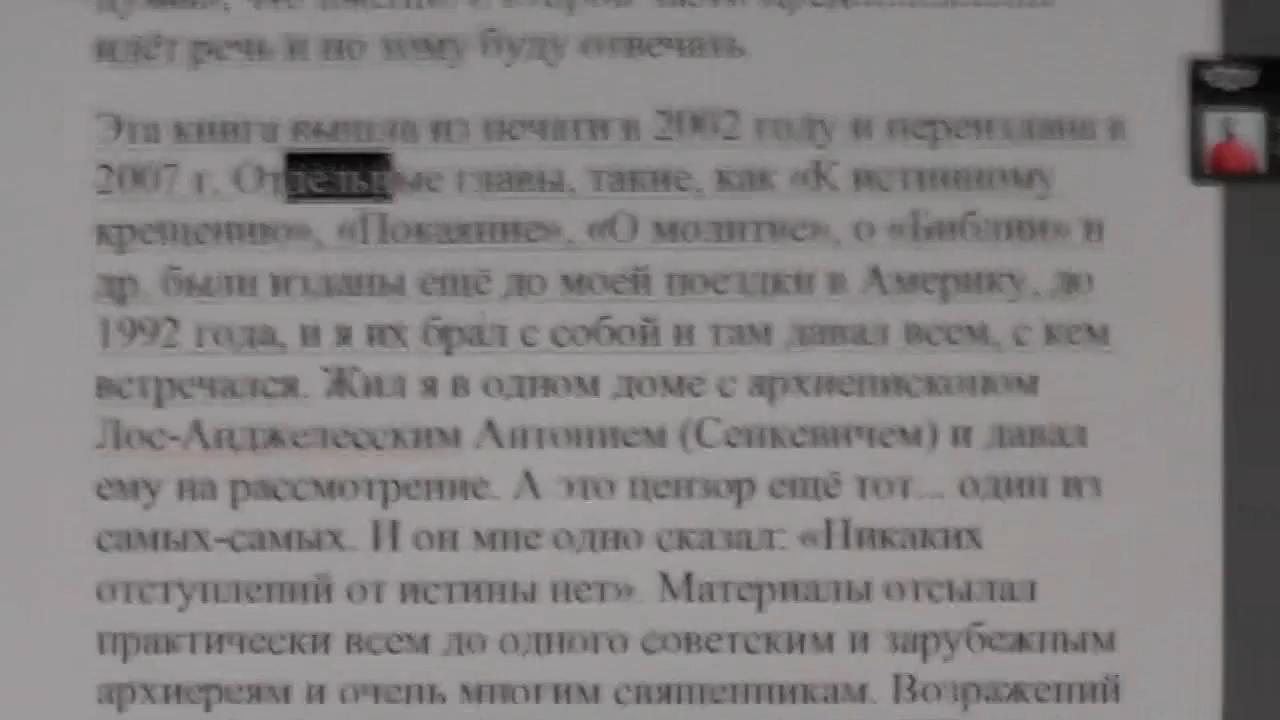 идёт речь и по тому буду отвечать.
Эта книга вышла из печати в 2002 году и переиздана в
2007 г. Отдельные главы, такие, как «К истинному
крещению», «Покаяние», «О молитве», о «Библии» и
др. были изданы ещё до моей поездки в Америку, до
1992 года, и я их брал с собой и там давал всем, с кем
встречался. Жил я в одном доме с архиепископом
Лос-Анджелесским Антонием (Сенкевичем) и давал
ему на рассмотрение. А это цензор ещё тот... один из
самых-самых. И он мне одно сказал: «Никаких
отступлений от истины нет». Материалы отсылал
практически всем до одного советским и зарубежным
архиереям и очень многим священникам. Возражений